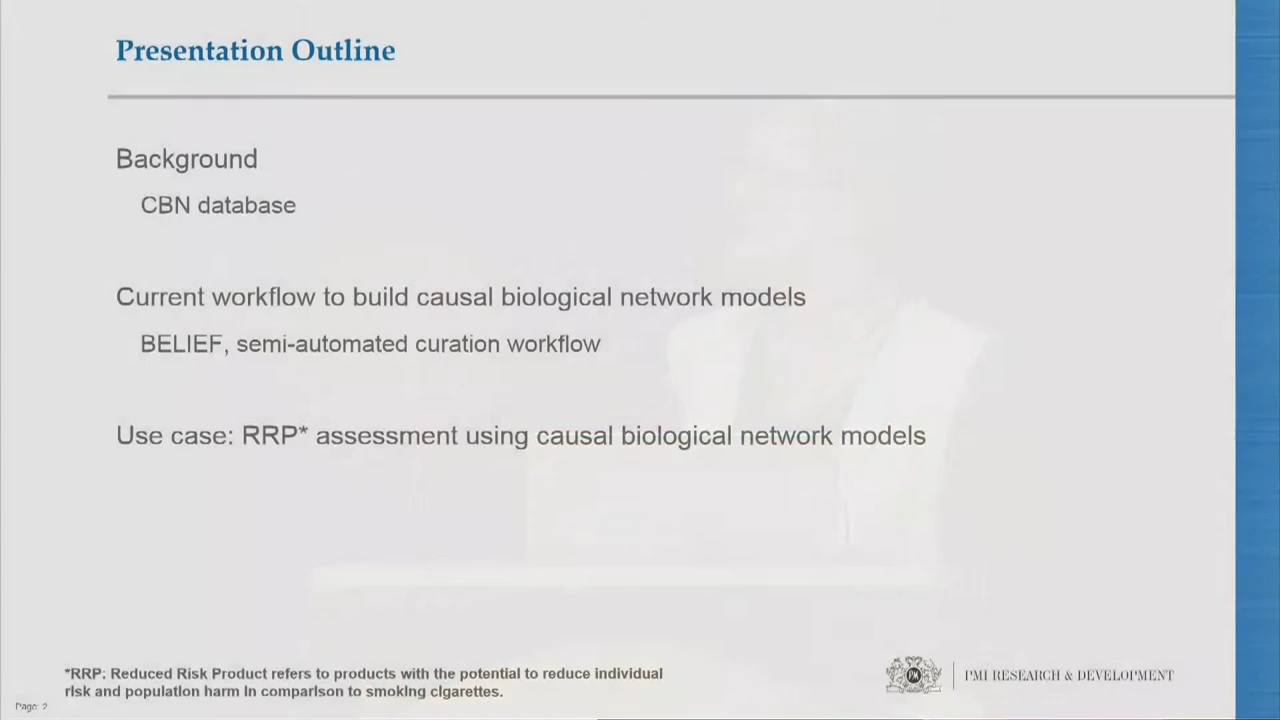 Presentation Outline
Background
CBN database
Current workflow to build causal biological network models
BELIEF, semi-automated curation workflow
Use case: RRP* assessment using causal biological network models
*RRP: Reduced Risk Product refers to products with the potential to reduce individual
risk and population harm in comparison to smoking cigarettes.
PM
PMI RESEARCH & DEVELOPMENT
Page: 2